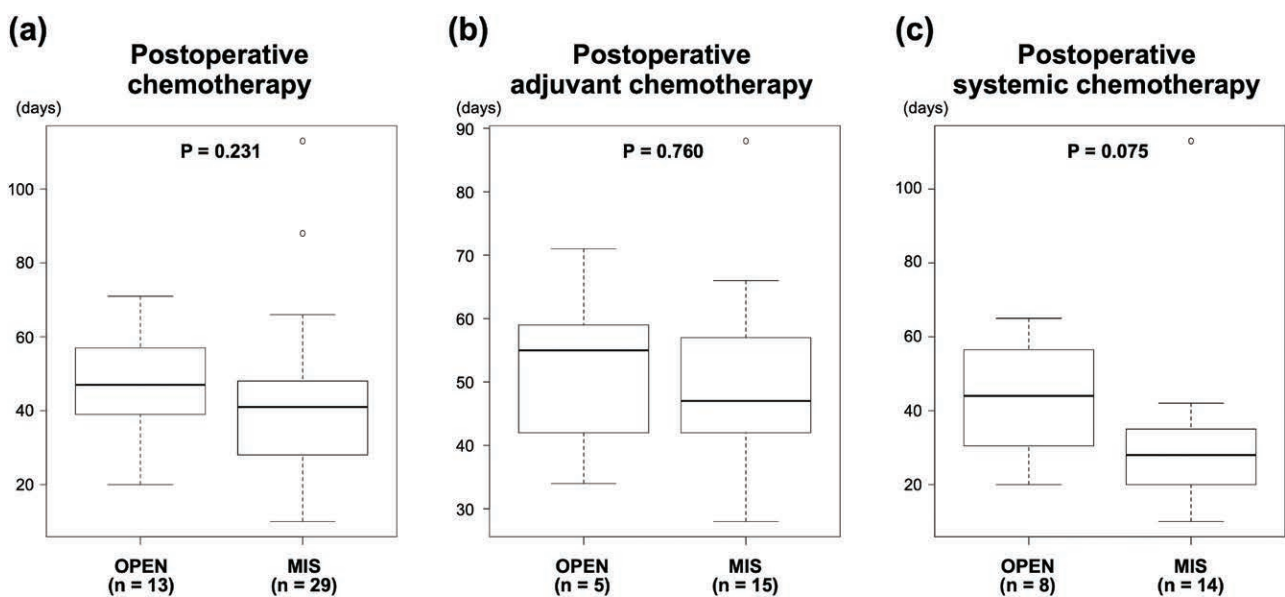 (a)
Postoperative
chemotherapy
(days)
P = 0.231
100
80
60
40
20
OPEN
(n = 13)
MIS
(n = 29)
(b)
Postoperative
adjuvant chemotherapy
(days)
P = 0.760
90
80
70
60
50
40
30
OPEN
(n = 5)
MIS
(n = 15)
(c)
Postoperative
systemic chemotherapy
(days)
P = 0.075
100
80
60
40
20
OPEN
(n = 8)
MIS
(n = 14)